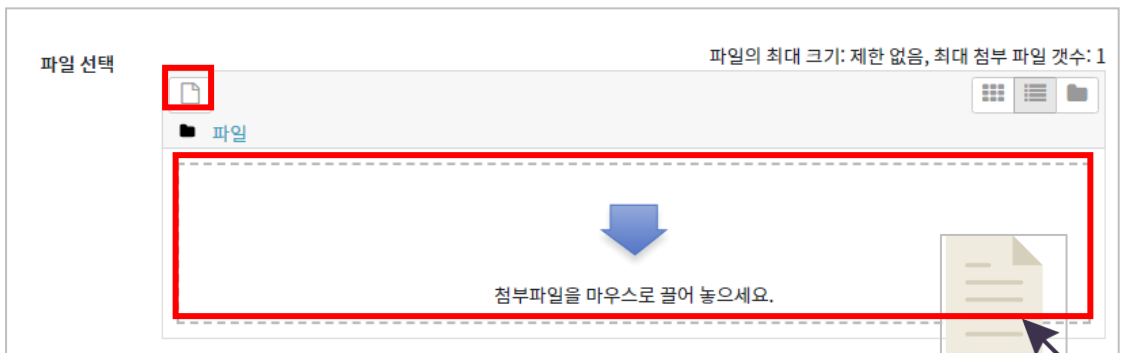 파일 선택
파일의 최대 크기: 제한 없음, 최대 첨부 파일 갯수: 1
파일
첨부파일을 마우스로 끌어 놓으세요.